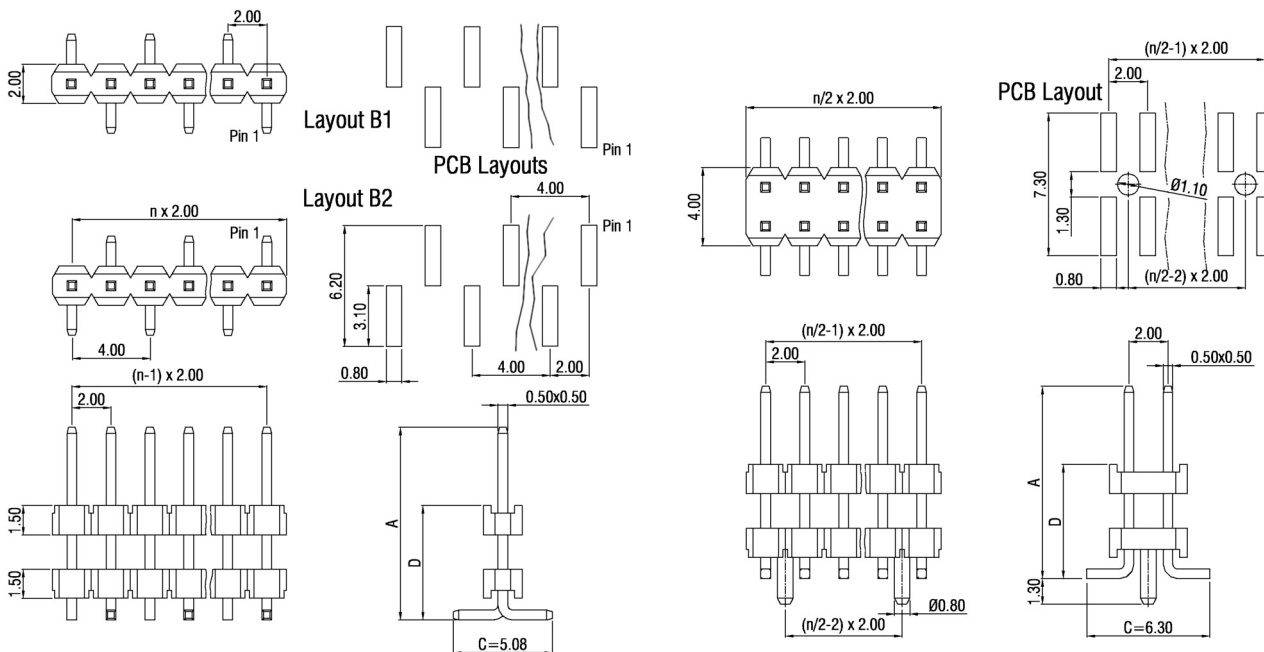 2.00
2.00
Pin 1
Layout B1
Pin 1
PCB Layouts
n x 2.00
Pin 1
4.00
Layout B2
4.00
Pin 1
6.20
3.10
0.80
4.00
2.00
(n-1) x 2.00
2.00
1.50
1.50
0.50x0.50
A
D
C=5.08
n/2 x 2.00
4.00
PCB Layout
(n/2-1) x 2.00
2.00
7.30
1.30
Ø1.10
0.80
(n/2-2) x 2.00
(n/2-1) x 2.00
2.00
Ø0.80
(n/2-2) x 2.00
2.00
0.50x0.50
A
D
1.30
C=6.30